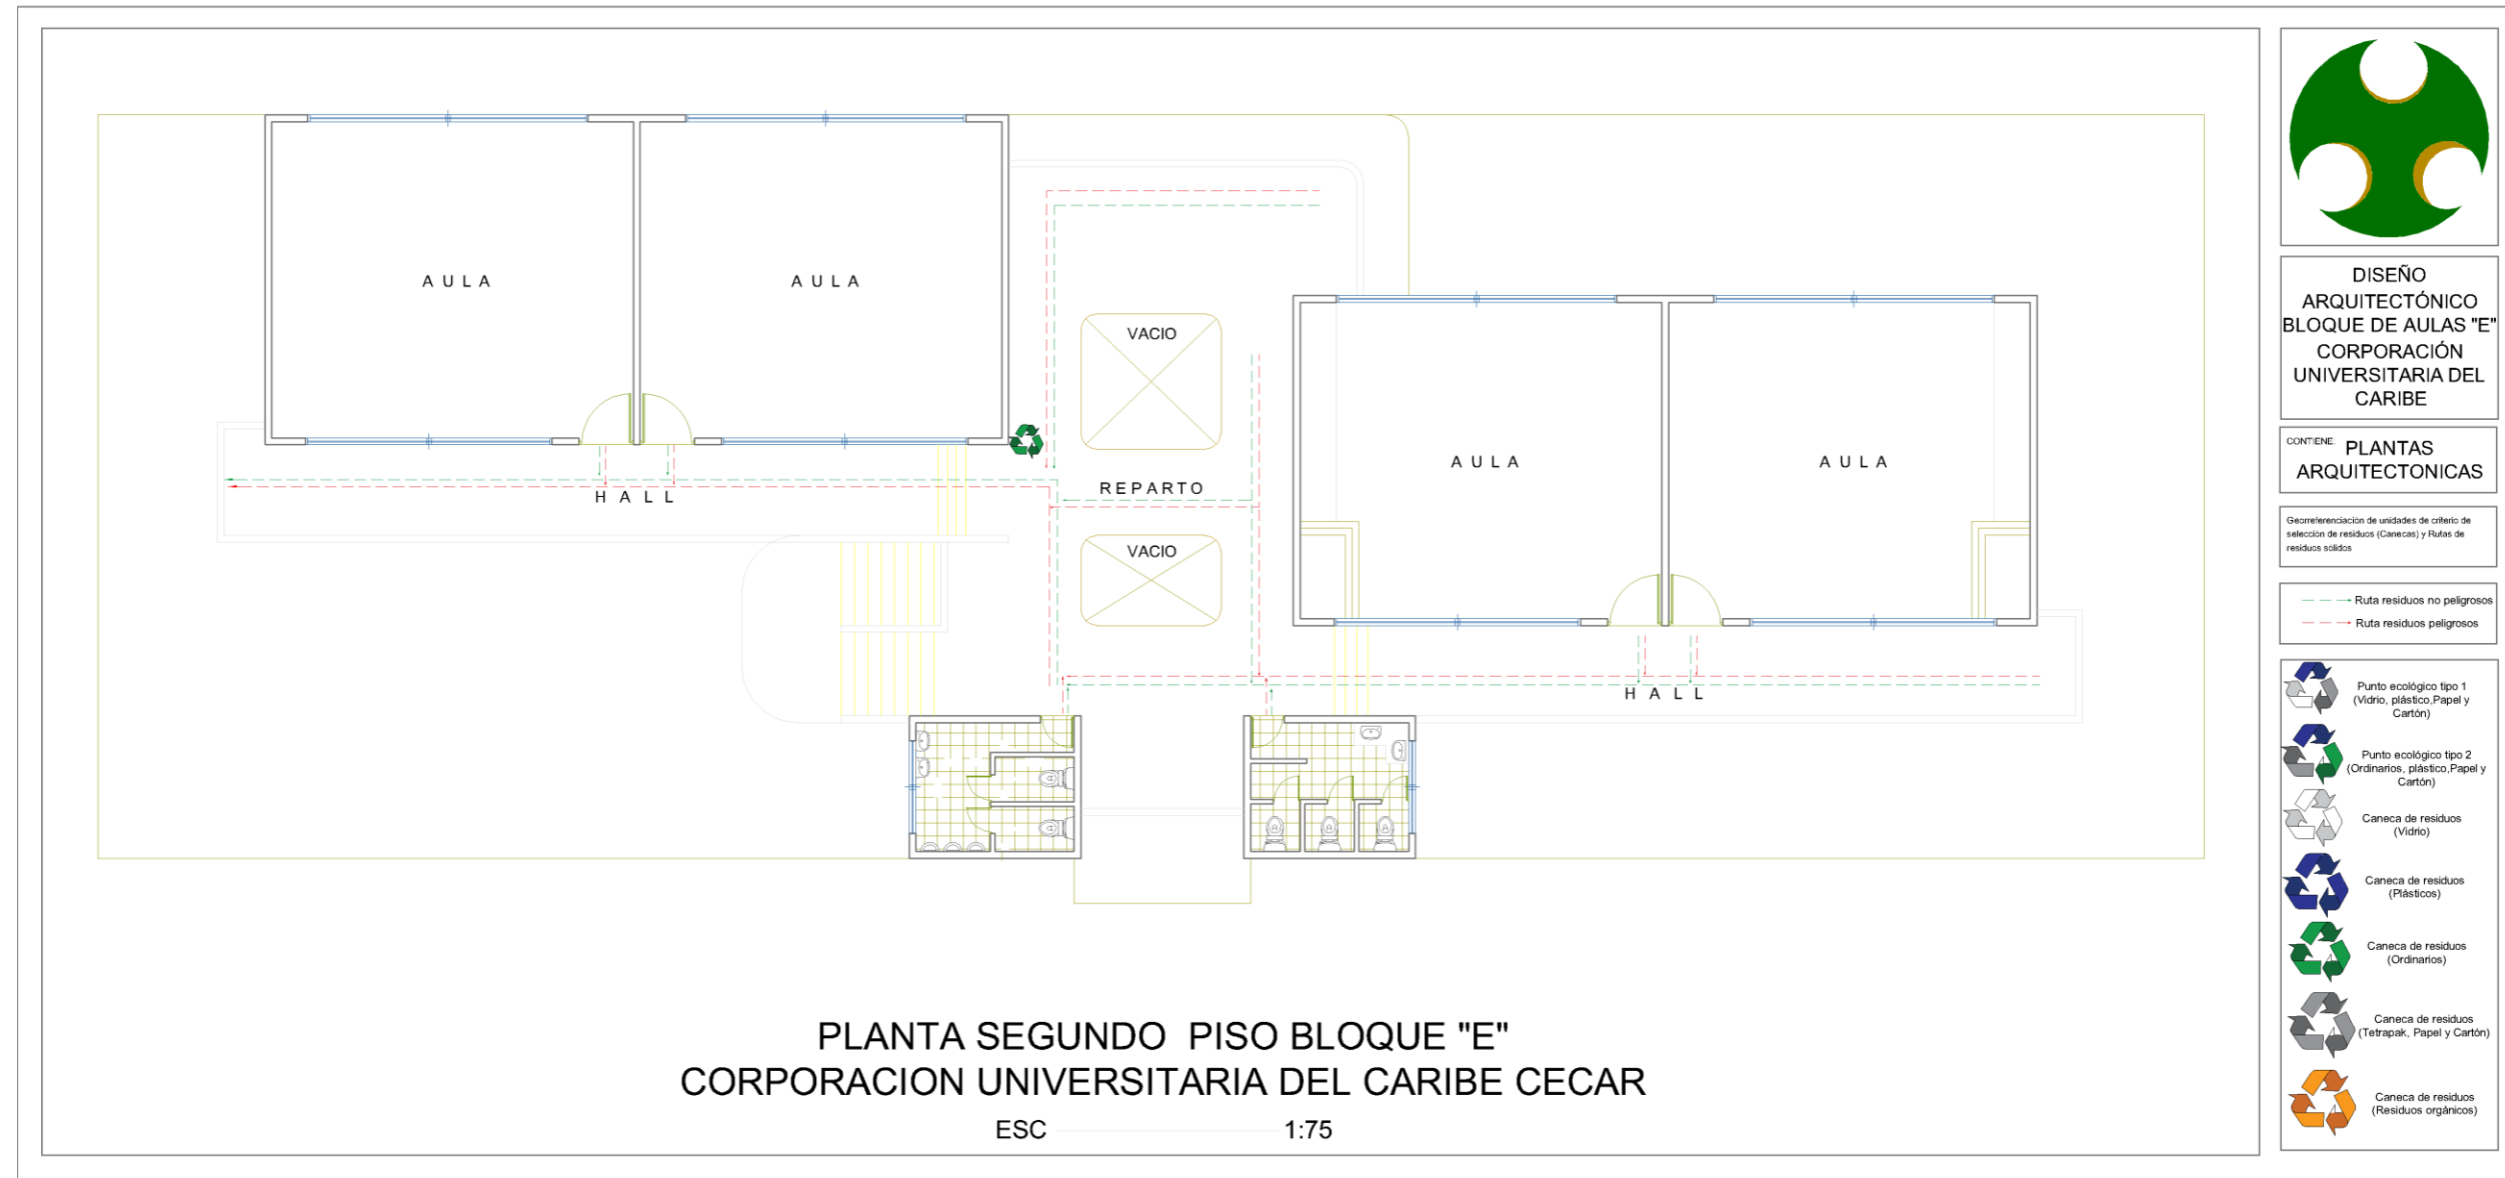 AULA
AULA
VACIO
AULA
AULA
REPARTO
HALL
VACIO
HALL
PLANTA SEGUNDO PISO BLOQUE "E"
CORPORACION UNIVERSITARIA DEL CARIBE CECAR
ESC 1:75
DISEÑO
ARQUITECTÓNICO
BLOQUE DE AULAS "E"
CORPORACIÓN
UNIVERSITARIA DEL
CARIBE
CONTIENE: PLANTAS
ARQUITECTONICAS
Georreferenciación de unidades de criterio de
selección de residuos (Canecas) y Rutas de
residuos sólidos
Ruta residuos no peligrosos
Ruta residuos peligrosos
Punto ecológico tipo 1
(Vidrio, plástico,Papel y
Cartón)
Punto ecológico tipo 2
(Ordinarios, plástico,Papel y
Cartón)
Caneca de residuos
(Vidrio)
Caneca de residuos
(Plásticos)
Caneca de residuos
(Ordinarios)
Caneca de residuos
(Tetrapak, Papel y Cartón)
Caneca de residuos
(Residuos orgánicos)